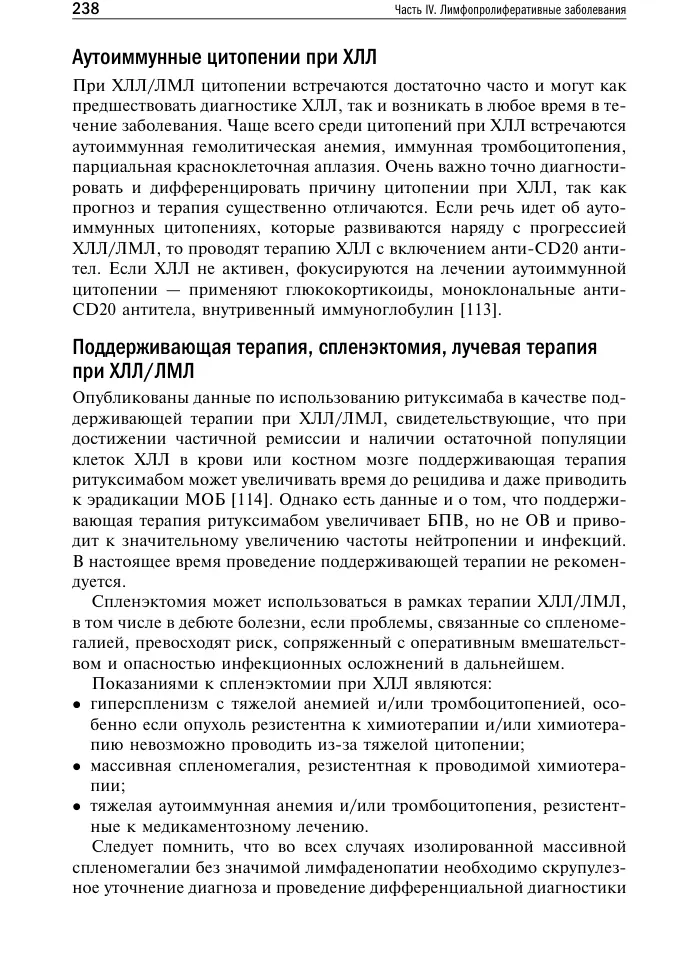 238
Часть IV. Лимфопролиферативные заболевания
Аутоиммунные цитопении при ХЛЛ
При ХЛЛ/ЛМЛ цитопении встречаются достаточно часто и могут как
предшествовать диагностике ХЛЛ, так и возникать в любое время в те-
чение заболевания. Чаще всего среди цитопений при ХЛЛ встречаются
аутоиммунная гемолитическая анемия, иммунная тромбоцитопения,
парциальная красноклеточная аплазия. Очень важно точно диагности-
ровать и дифференцировать причину цитопении при ХЛЛ, так как
прогноз и терапия существенно отличаются. Если речь идет об ауто-
иммунных цитопениях, которые развиваются наряду с прогрессией
ХЛЛ/ЛМЛ, то проводят терапию ХЛЛ с включением анти-CD20 анти-
тел. Если ХЛЛ не активен, фокусируются на лечении аутоиммунной
цитопении — применяют глюкокортикоиды, моноклональные анти-
CD20 антитела, внутривенный иммуноглобулин [113].
Поддерживающая терапия, спленэктомия, лучевая терапия
при ХЛЛ/ЛМЛ
Опубликованы данные по использованию ритуксимаба в качестве под-
держивающей терапии при ХЛЛ/ЛМЛ, свидетельствующие, что при
достижении частичной ремиссии и наличии остаточной популяции
клеток ХЛЛ в крови или костном мозге поддерживающая терапия
ритуксимабом может увеличивать время до рецидива и даже приводить
к эрадикации МОБ [114]. Однако есть данные и о том, что поддержи-
вающая терапия ритуксимабом увеличивает БПВ, но не ОВ и приво-
дит к значительному увеличению частоты нейтропении и инфекций.
В настоящее время проведение поддерживающей терапии не рекомен-
дуется.
Спленэктомия может использоваться в рамках терапии ХЛЛ/ЛМЛ,
в том числе в дебюте болезни, если проблемы, связанные со спленоме-
галией, превосходят риск, сопряженный с оперативным вмешательст-
вом и опасностью инфекционных осложнений в дальнейшем.
Показаниями к спленэктомии при ХЛЛ являются:
• гиперспленизм с тяжелой анемией и/или тромбоцитопенией, осо-
бенно если опухоль резистентна к химиотерапии и/или химиотера-
пию невозможно проводить из-за тяжелой цитопении;
• массивная спленомегалия, резистентная к проводимой химиотера-
пии;
• тяжелая аутоиммунная анемия и/или тромбоцитопения, резистент-
ные к медикаментозному лечению.
Следует помнить, что во всех случаях изолированной массивной
спленомегалии без значимой лимфаденопатии необходимо скрупулез-
ное уточнение диагноза и проведение дифференциальной диагностики